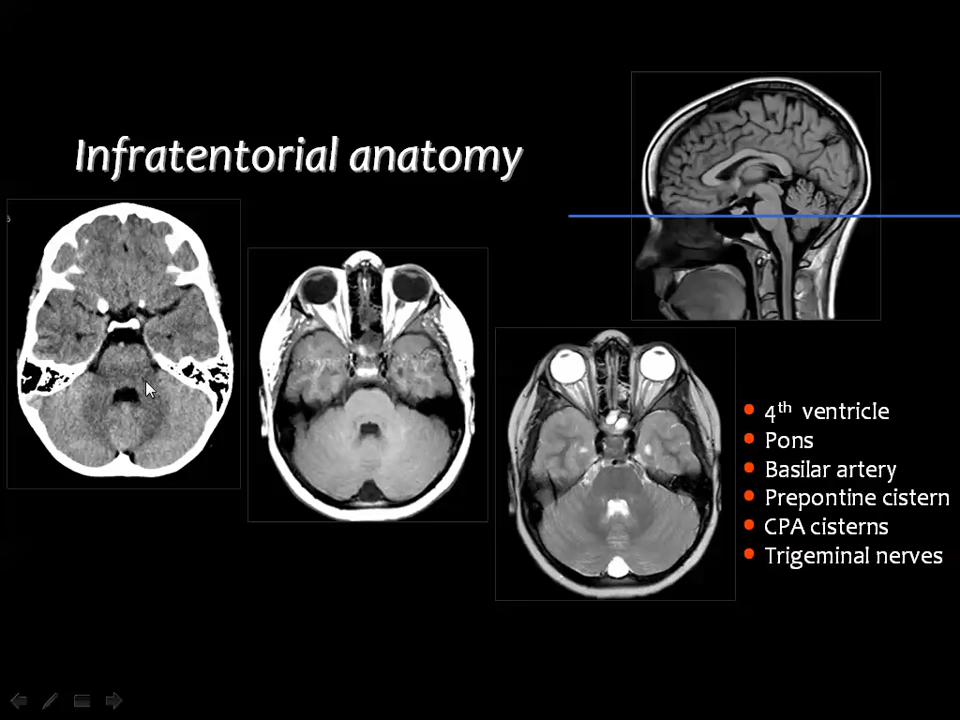 Infratentorial anatomy
4th ventricle
Pons
Basilar artery
Prepontine cistern
CPA cisterns
Trigeminal nerves